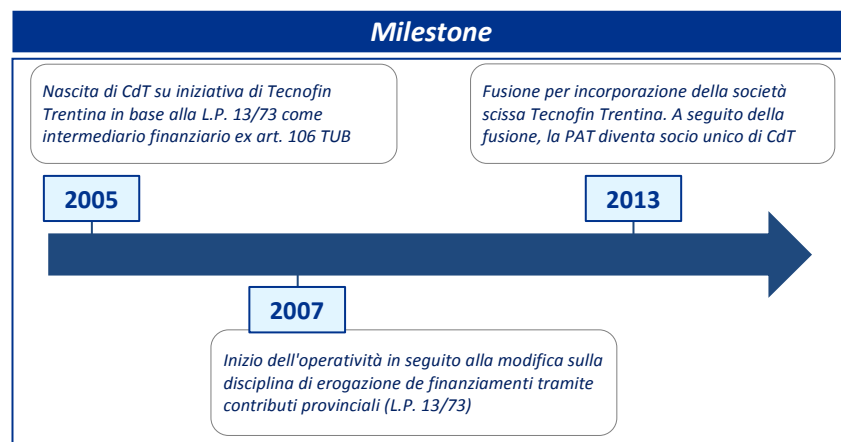 Milestone
Nascita di CdT su iniziativa di Tecnofin
Trentina in base alla L.P. 13/73 come
intermediario finanziario ex art. 106 TUB
Fusione per incorporazione della società
scissa Tecnofin Trentina. A seguito della
fusione, la PAT diventa socio unico di CdT
2005
2013
2007
Inizio dell'operatività in seguito alla modifica sulla
disciplina di erogazione de finanziamenti tramite
contributi provinciali (L.P. 13/73)